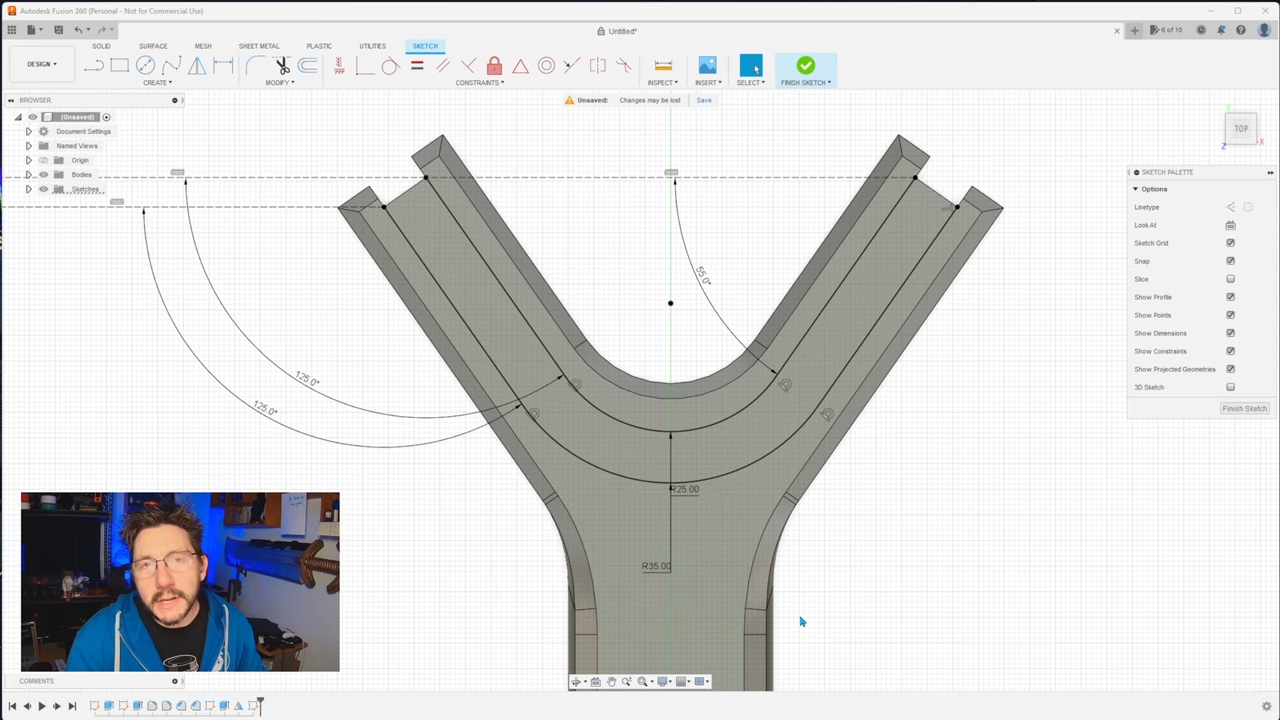 Autodesk Fusion 360 (Personal - Not for Commercial Use)
Untitled*
6 of 10
DESIGN
SOLID SURFACE MESH SHEET METAL PLASTIC UTILITIES SKETCH
CREATE MODIFY CONSTRAINTS INSPECT INSERT SELECT FINISH SKETCH
BROWSER
Unsaved: Changes may be lost Save
(Unsaved)
Document Settings
Named Views
Origin
Bodies
Sketches
TOP
X
Y
Z
SKETCH PALETTE
Options
Linetype
Look At
Sketch Grid
Snap
Slice
Show Profile
Show Points
Show Dimensions
Show Constraints
Show Projected Geometries
3D Sketch
Finish Sketch
55.0°
125.0°
125.0°
R25.00
R35.00
COMMENTS